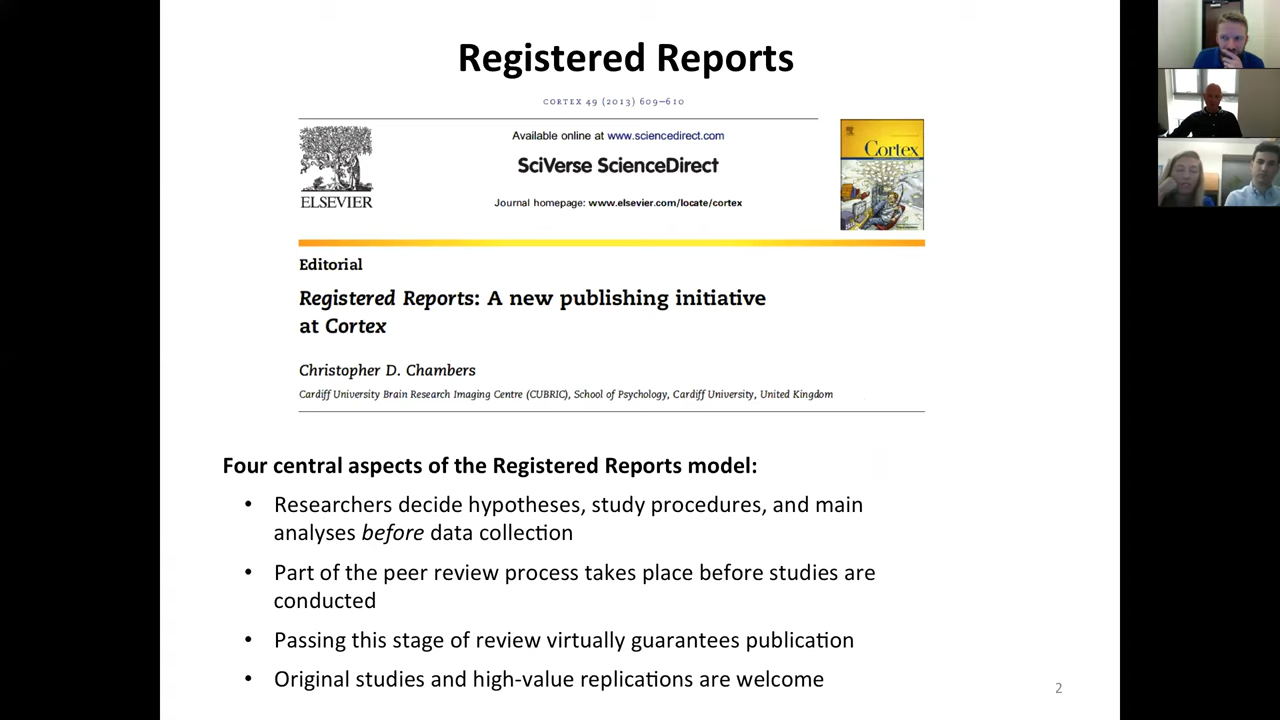 Registered Reports
CORTEX 49 (2013) 609–610
Available online at www.sciencedirect.com
SciVerse ScienceDirect
Journal homepage: www.elsevier.com/locate/cortex
ELSEVIER
Cortex
Editorial
Registered Reports: A new publishing initiative
at Cortex
Christopher D. Chambers
Cardiff University Brain Research Imaging Centre (CUBRIC), School of Psychology, Cardiff University, United Kingdom
Four central aspects of the Registered Reports model:
• Researchers decide hypotheses, study procedures, and main
analyses before data collection
• Part of the peer review process takes place before studies are
conducted
• Passing this stage of review virtually guarantees publication
• Original studies and high-value replications are welcome
2